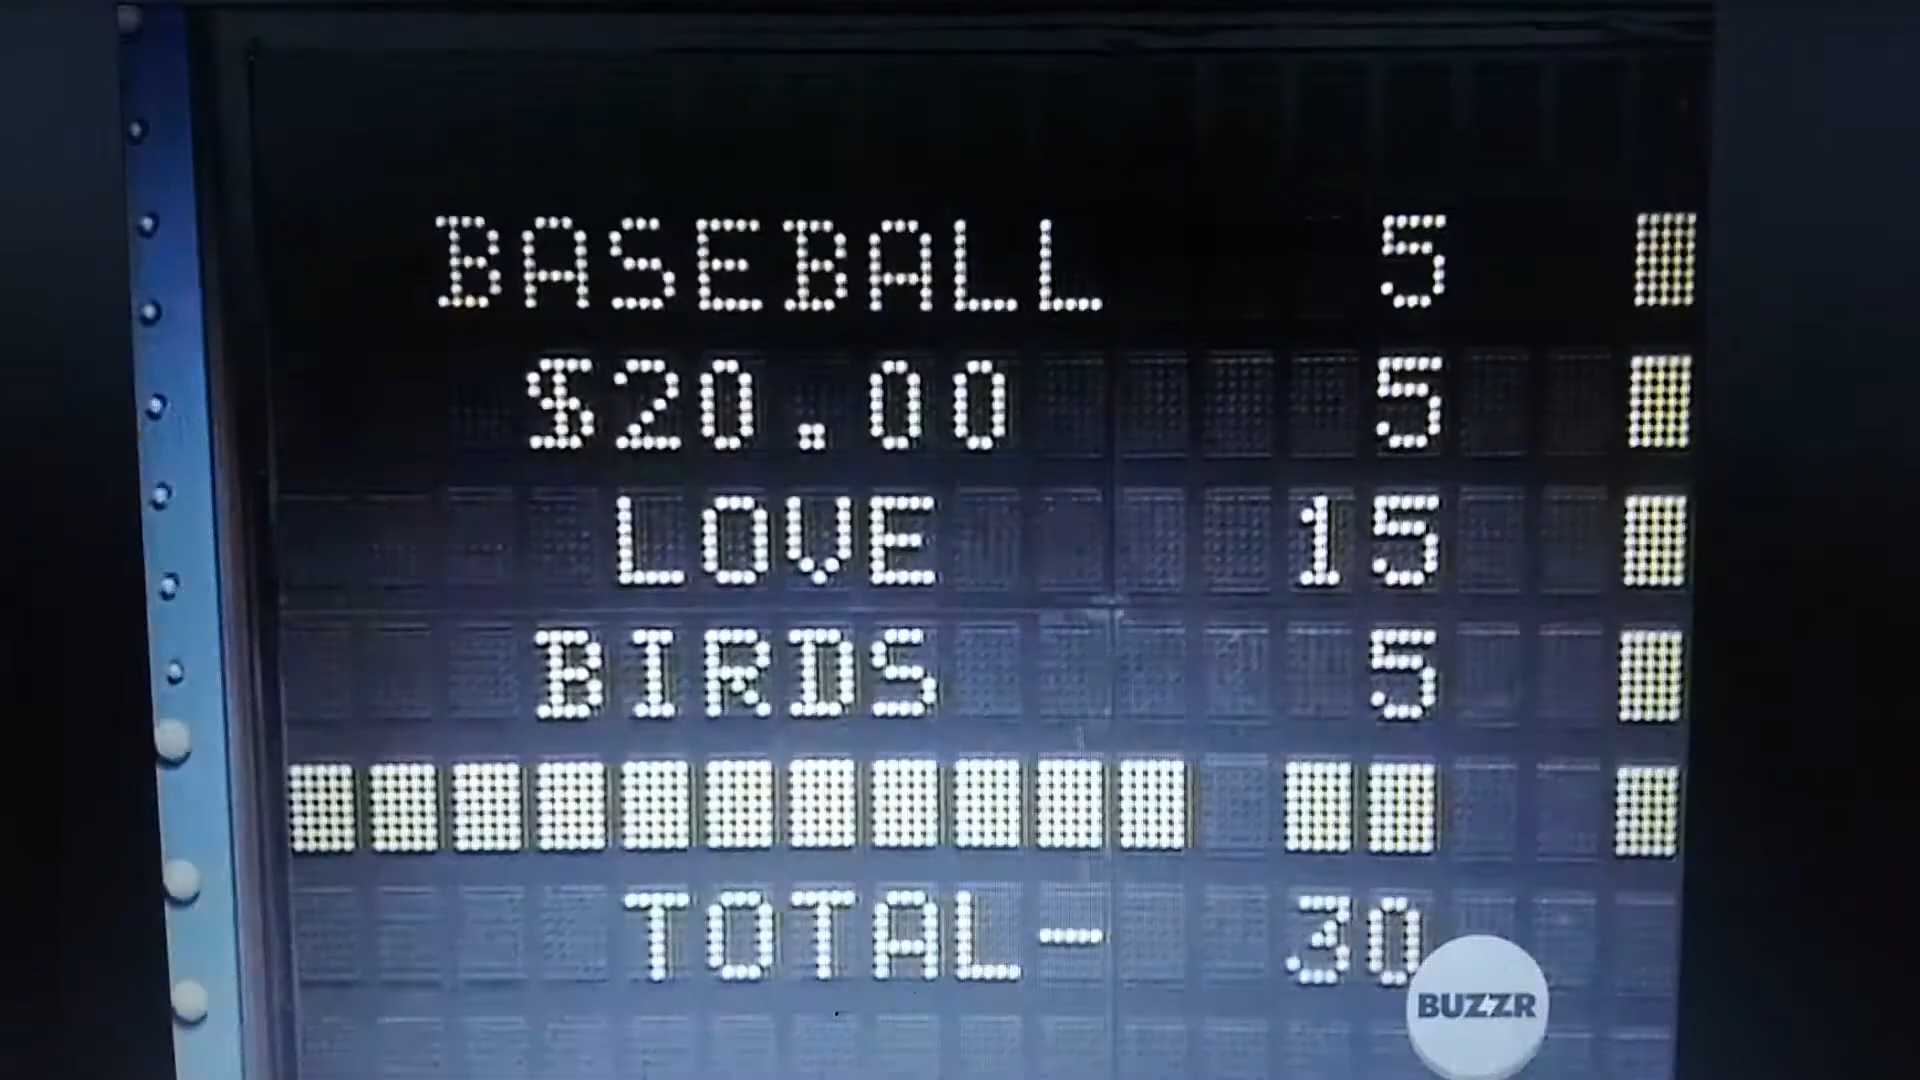 BASEBALL 5
$20.00 5
LOVE 15
BIRDS 5
TOTAL- 30
BUZZR